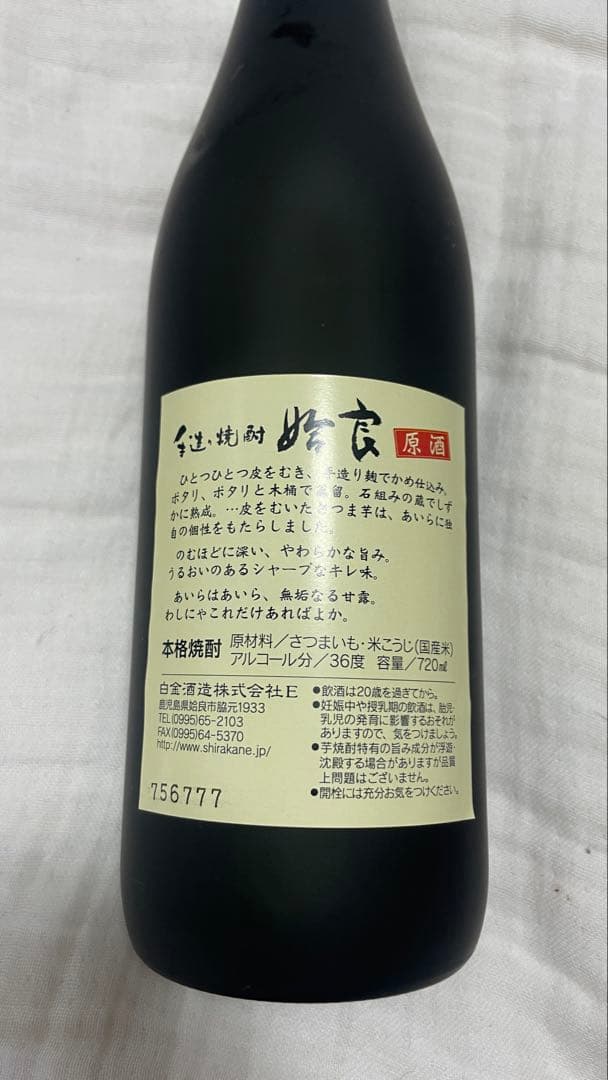 手造り焼酎 姶良 原酒
ひとつひとつ皮をむき、手造り麹でかめ仕込み。
ポタリ、ポタリと木桶で蒸留。石組みの蔵でしず
かに熟成。…皮をむいたさつま芋は、あいらに独
自の個性をもたらしました。
のむほどに深い、やわらかな旨み。
うるおいのあるシャープなキレ味。
あいらはあいら、無垢なる甘露。
わしにゃこれだけあればよか。
本格焼酎 原材料／さつまいも・米こうじ(国産米)
アルコール分／36度 容量／720㎖
白金酒造株式会社E
鹿児島県姶良市脇元1933
TEL(0995)65-2103
FAX(0995)64-5370
http://www.shirakane.jp/
756777
●飲酒は20歳を過ぎてから。
●妊娠中や授乳期の飲酒は、胎児・
乳児の発育に影響するおそれが
ありますので、気をつけましょう。
●芋焼酎特有の旨み成分が浮遊・
沈殿する場合がありますが品質
上問題はございません。
●開栓には充分お気をつけください。